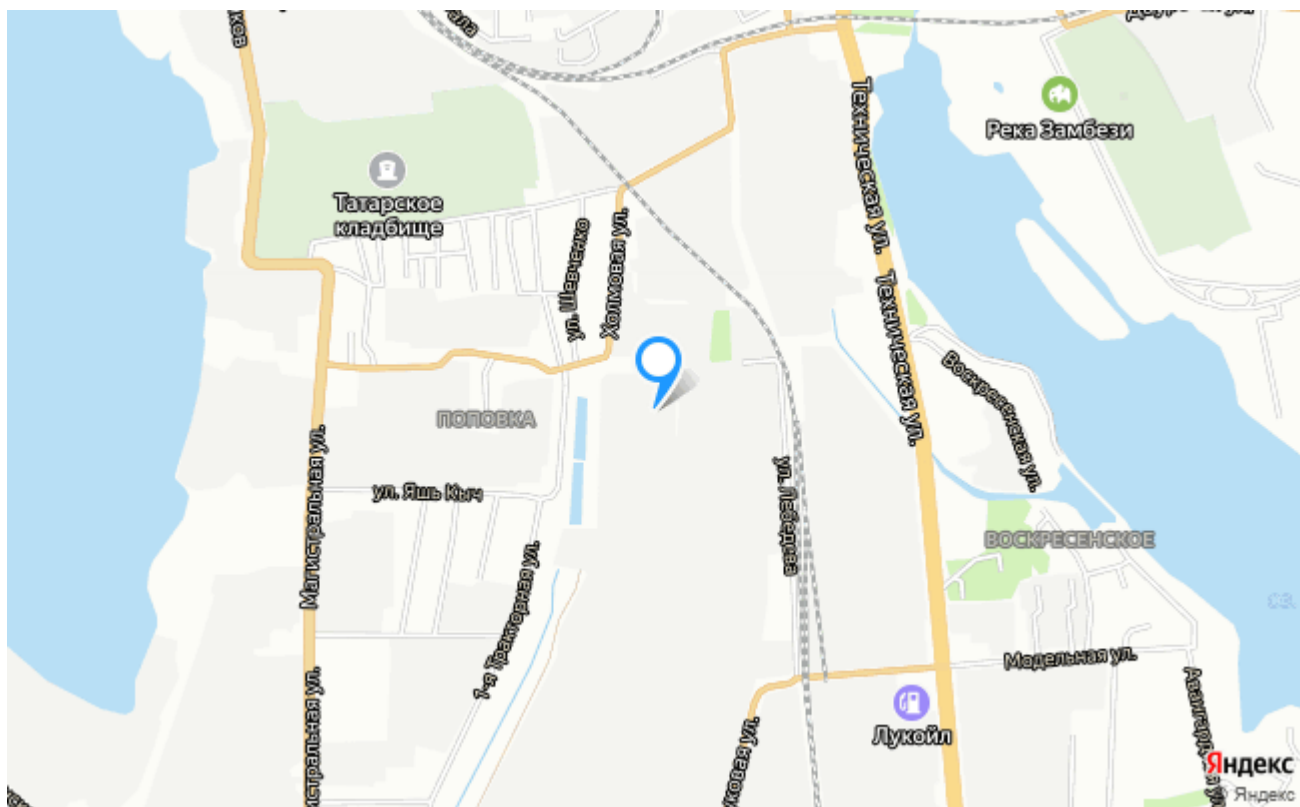 Техническая ул.
Река Замбези
Татарское
кладбище
ул. Шевченко
Холмовая ул.
Техническая ул.
Воскресенская ул.
ПОПОВКА
ул. Яшь Кыч
Магистральная ул.
ул. Лебедева
ВОСКРЕСЕНСКОЕ
1-я Тракторная ул.
Модельная ул.
Лукойл
Яндекс
© Яндекс